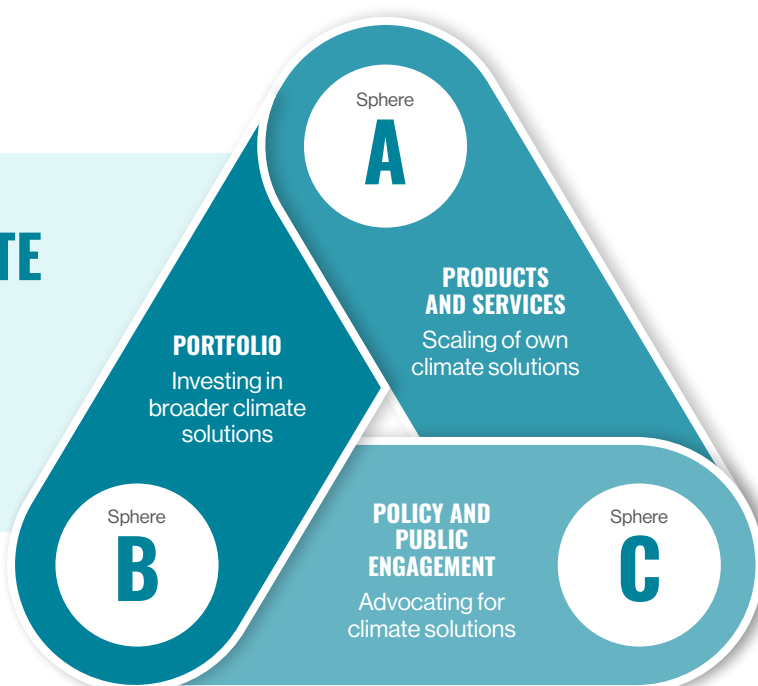 Sphere
A
PRODUCTS
AND SERVICES
Scaling of own
climate solutions
TE
PORTFOLIO
Investing in
broader climate
solutions
Sphere
B
POLICY AND
PUBLIC
ENGAGEMENT
Advocating for
climate solutions
Sphere
C